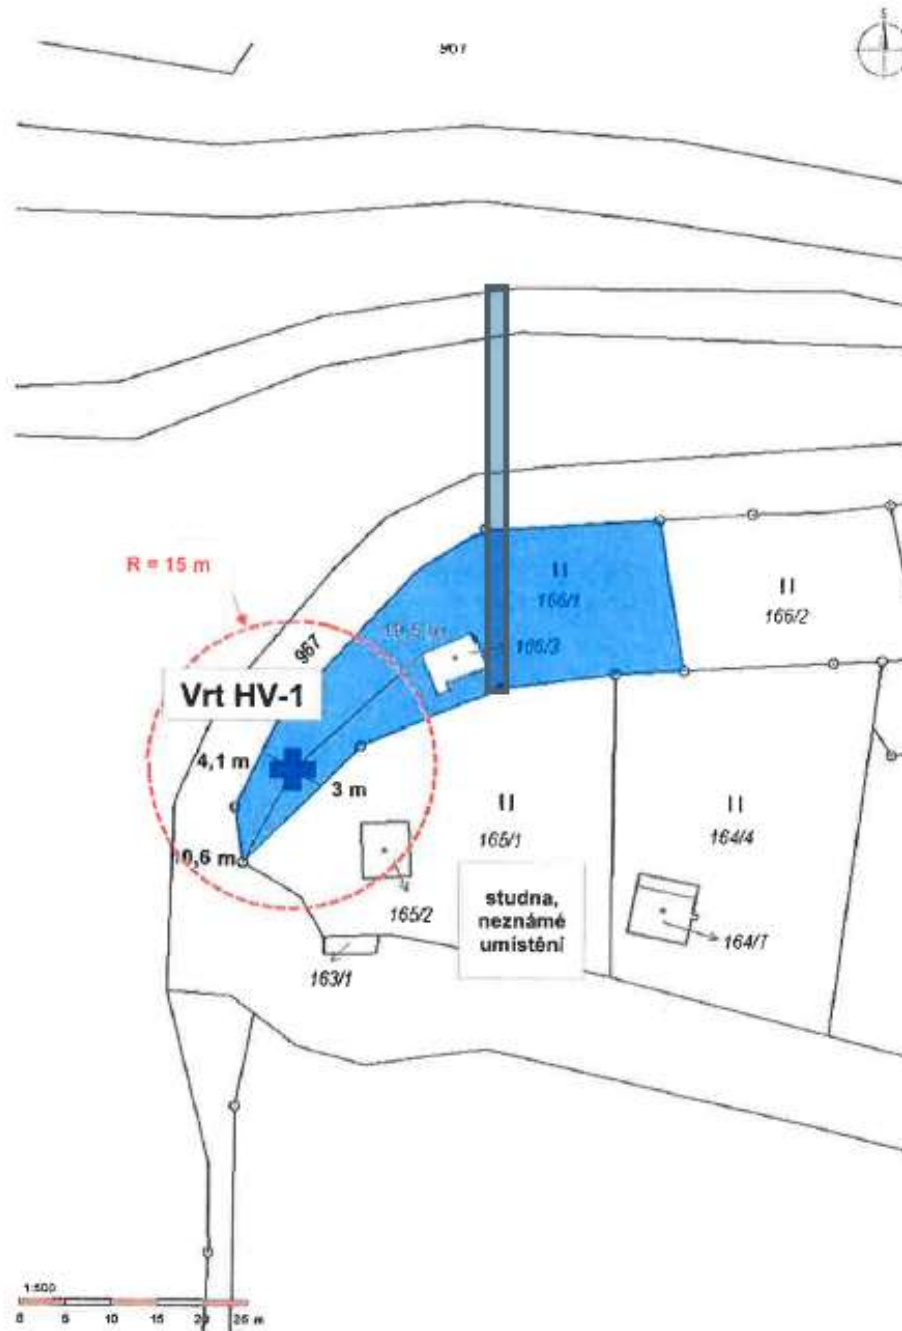 S
967
R = 15 m
II
166/1
II
166/2
967
166/3
Vrt HV-1
4,1 m
3 m
II
165/1
II
164/4
10,6 m
165/2
studna,
neznámé
umístění
164/1
163/1
1:500
0 5 10 15 20 25 m